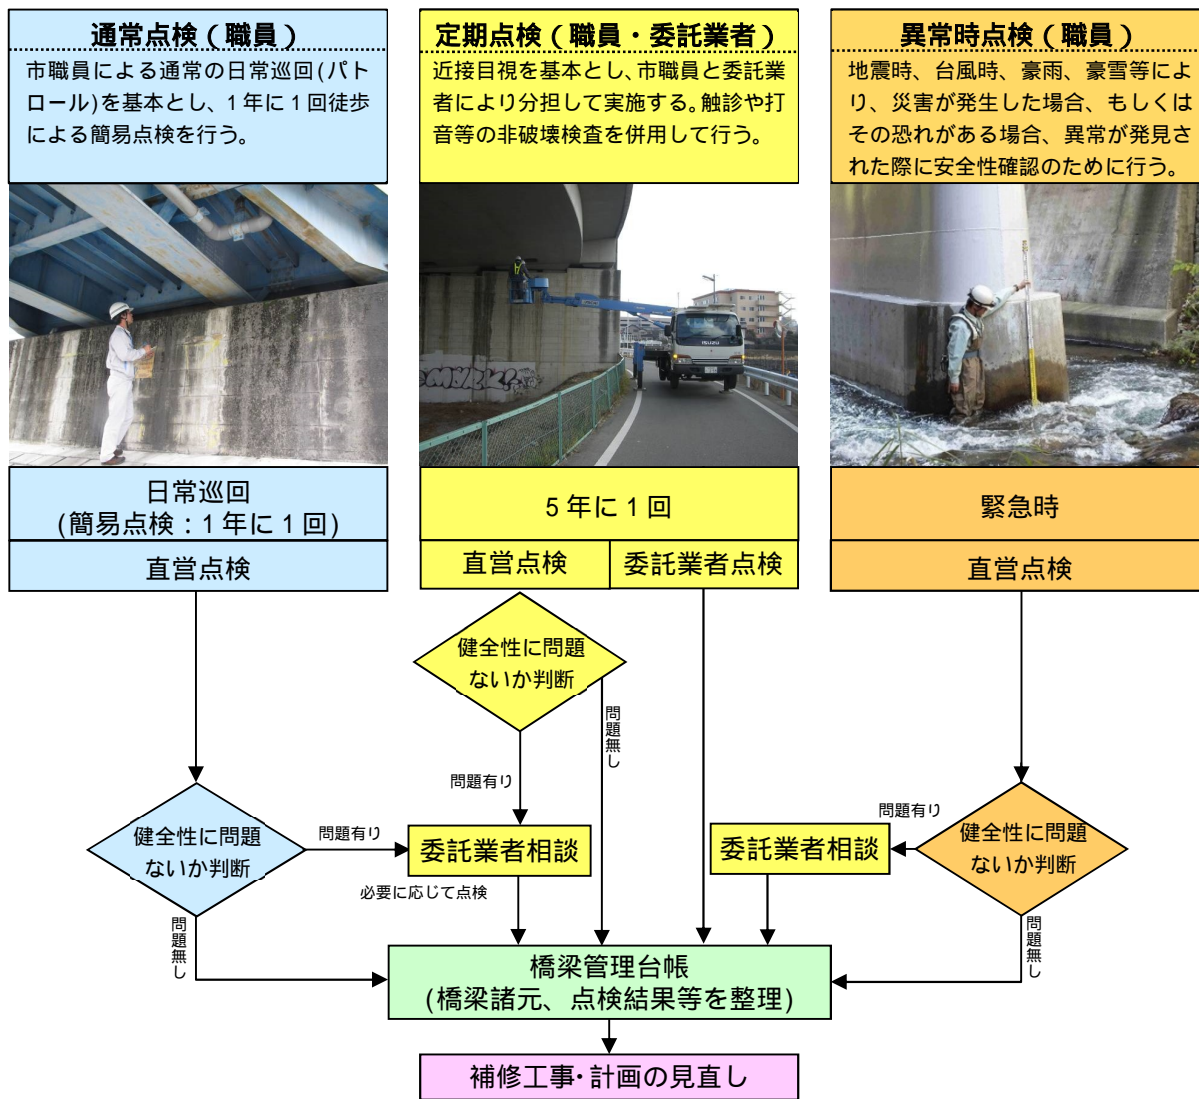 通常点検(職員)
市職員による通常の日常巡回(パト
ロール)を基本とし、1年に1回徒歩
による簡易点検を行う。
定期点検(職員・委託業者)
近接目視を基本とし、市職員と委託業
者により分担して実施する。触診や打
音等の非破壊検査を併用して行う。
異常時点検(職員)
地震時、台風時、豪雨、豪雪等によ
り、災害が発生した場合、もしくは
その恐れがある場合、異常が発見さ
れた際に安全性確認のために行う。
ISUZU
日常巡回
(簡易点検:1年に1回)
直営点検
5年に1回
直営点検
委託業者点検
緊急時
直営点検
健全性に問題
ないか判断
問題無し
問題有り
健全性に問題
ないか判断
問題有り
委託業者相談
必要に応じて点検
問題無し
委託業者相談
問題有り
健全性に問題
ないか判断
問題無し
橋梁管理台帳
(橋梁諸元、点検結果等を整理)
補修工事・計画の見直し